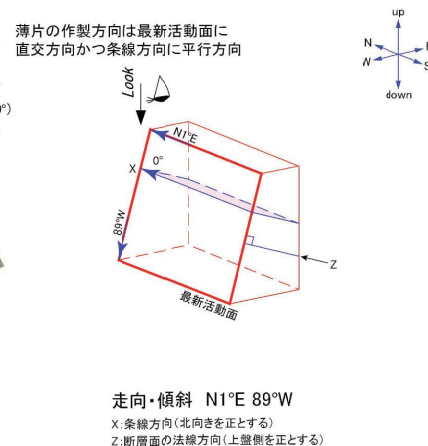 薄片の作製方向は最新活動面に
直交方向かつ条線方向に平行方向
up
N
E
W
S
down
Look
°)
N1°E
X
0°
89°W
Z
最新活動面
走向・傾斜 N1°E 89°W
X:条線方向(北向きを正とする)
Z:断層面の法線方向(上盤側を正とする)